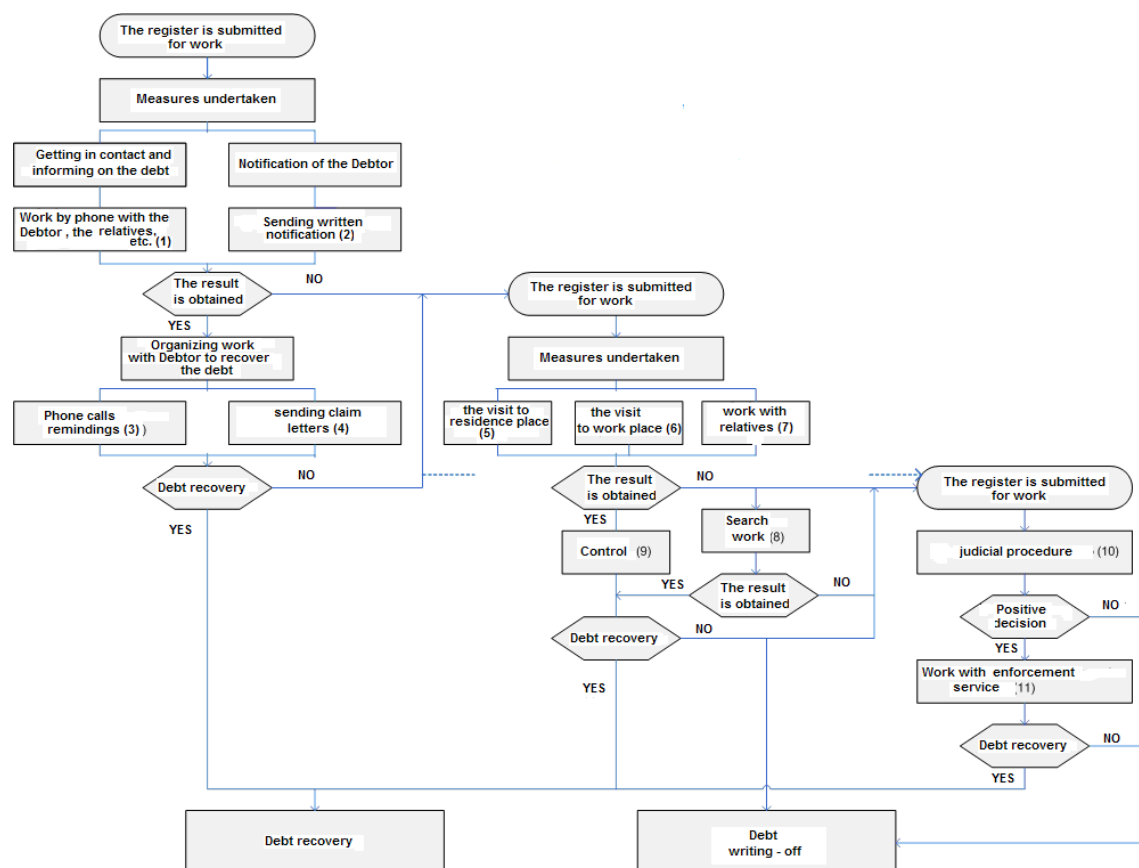 The register is submitted
for work
Measures undertaken
Getting in contact and
informing on the debt
Notification of the Debtor
Work by phone with the
Debtor , the relatives,
etc. (1)
Sending written
notification (2)
The result
is obtained
NO
YES
Organizing work
with Debtor to recover
the debt
Phone calls
remindings (3) )
sending claim
letters (4)
Debt recovery
NO
YES
The register is submitted
for work
Measures undertaken
the visit to
residence place
(5)
the visit
to work place (6)
work with
relatives (7)
The result
is obtained
NO
YES
Search
work (8)
Control (9)
The result
is obtained
YES
NO
Debt recovery
NO
YES
The register is submitted
for work
judicial procedure (10)
Positive
decision
NO
YES
Work with enforcement
service (11)
Debt recovery
NO
YES
Debt recovery
Debt
writing - off